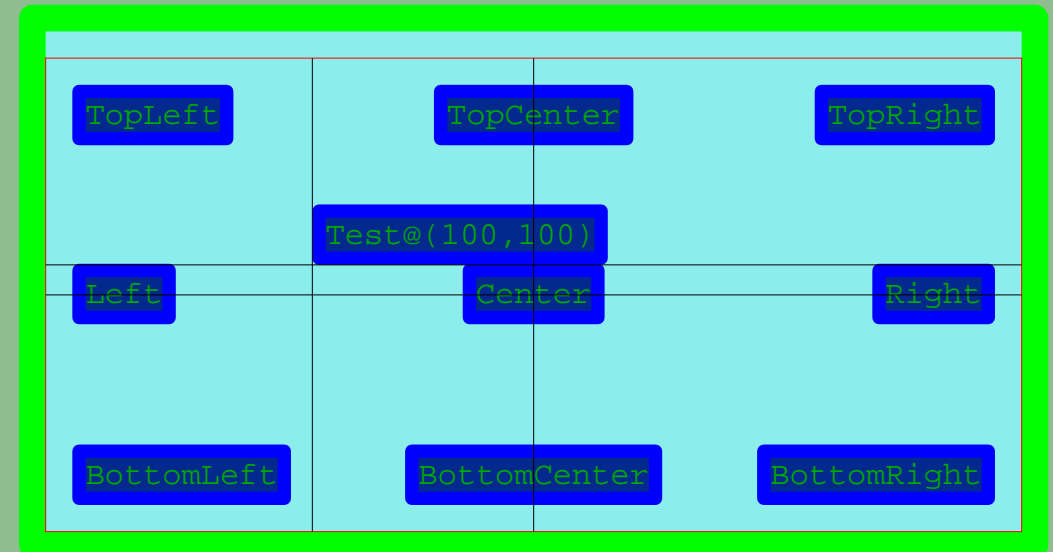 TopLeft TopCenter TopRight
Test@(100,100)
Left Center Right
BottomLeft BottomCenter BottomRight